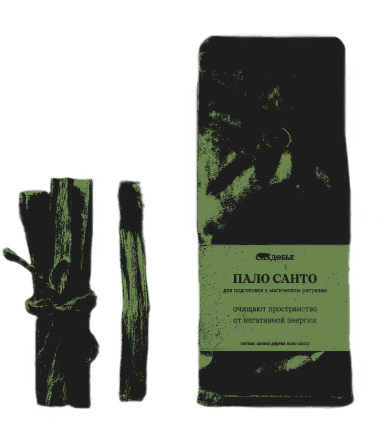 ПАЛО САНТО
для подготовки к магическим ритуалам
очищают пространство
от негативной энергии